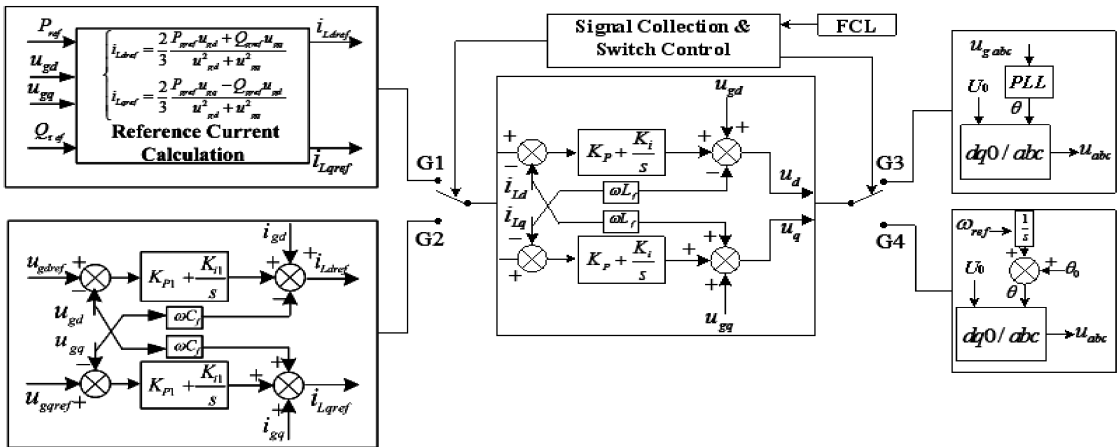 P_ref
u_gd
u_gq
Q_ref
i_Ldref = 2/3 (P_ref u_gd + Q_ref u_gq) / (u²_gd + u²_gq)
i_Lqref = 2/3 (P_ref u_gq − Q_ref u_gd) / (u²_gd + u²_gq)
Reference Current
Calculation
i_Ldref
i_Lqref
Signal Collection &
Switch Control
FCL
G1
G2
u_gd
+
−
K_P + K_i/s
+
+
−
i_Ld
i_Lq
ωL_f
ωL_f
u_d
u_q
−
+
K_P + K_i/s
+
+
+
u_gq
G3
G4
u_g abc
U_0
PLL
θ
dq0 / abc
u_abc
ω_ref
1/s
+
+
θ_0
U_0
θ
dq0 / abc
u_abc
i_gd
u_gdref
+
−
K_P1 + K_i1/s
+
+
−
i_Ldref
u_gd
u_gq
ωC_f
ωC_f
−
+
u_gqref
K_P1 + K_i1/s
+
+
+
i_Lqref
i_gq